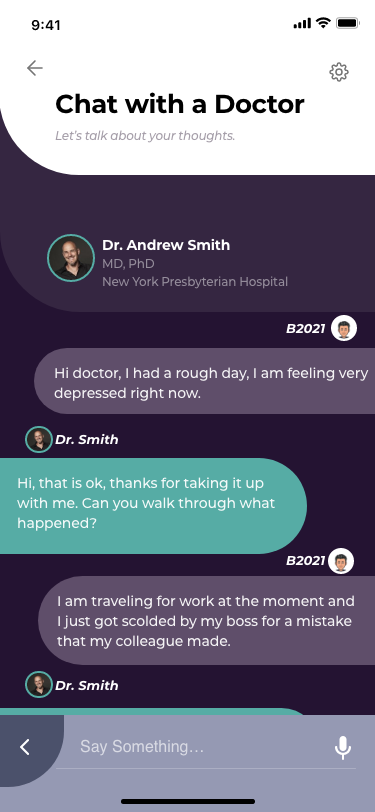 9:41
Chat with a Doctor
Let's talk about your thoughts.
Dr. Andrew Smith
MD, PhD
New York Presbyterian Hospital
B2021
Hi doctor, I had a rough day, I am feeling very
depressed right now.
Dr. Smith
Hi, that is ok, thanks for taking it up
with me. Can you walk through what
happened?
B2021
I am traveling for work at the moment and
I just got scolded by my boss for a mistake
that my colleague made.
Dr. Smith
Say Something...